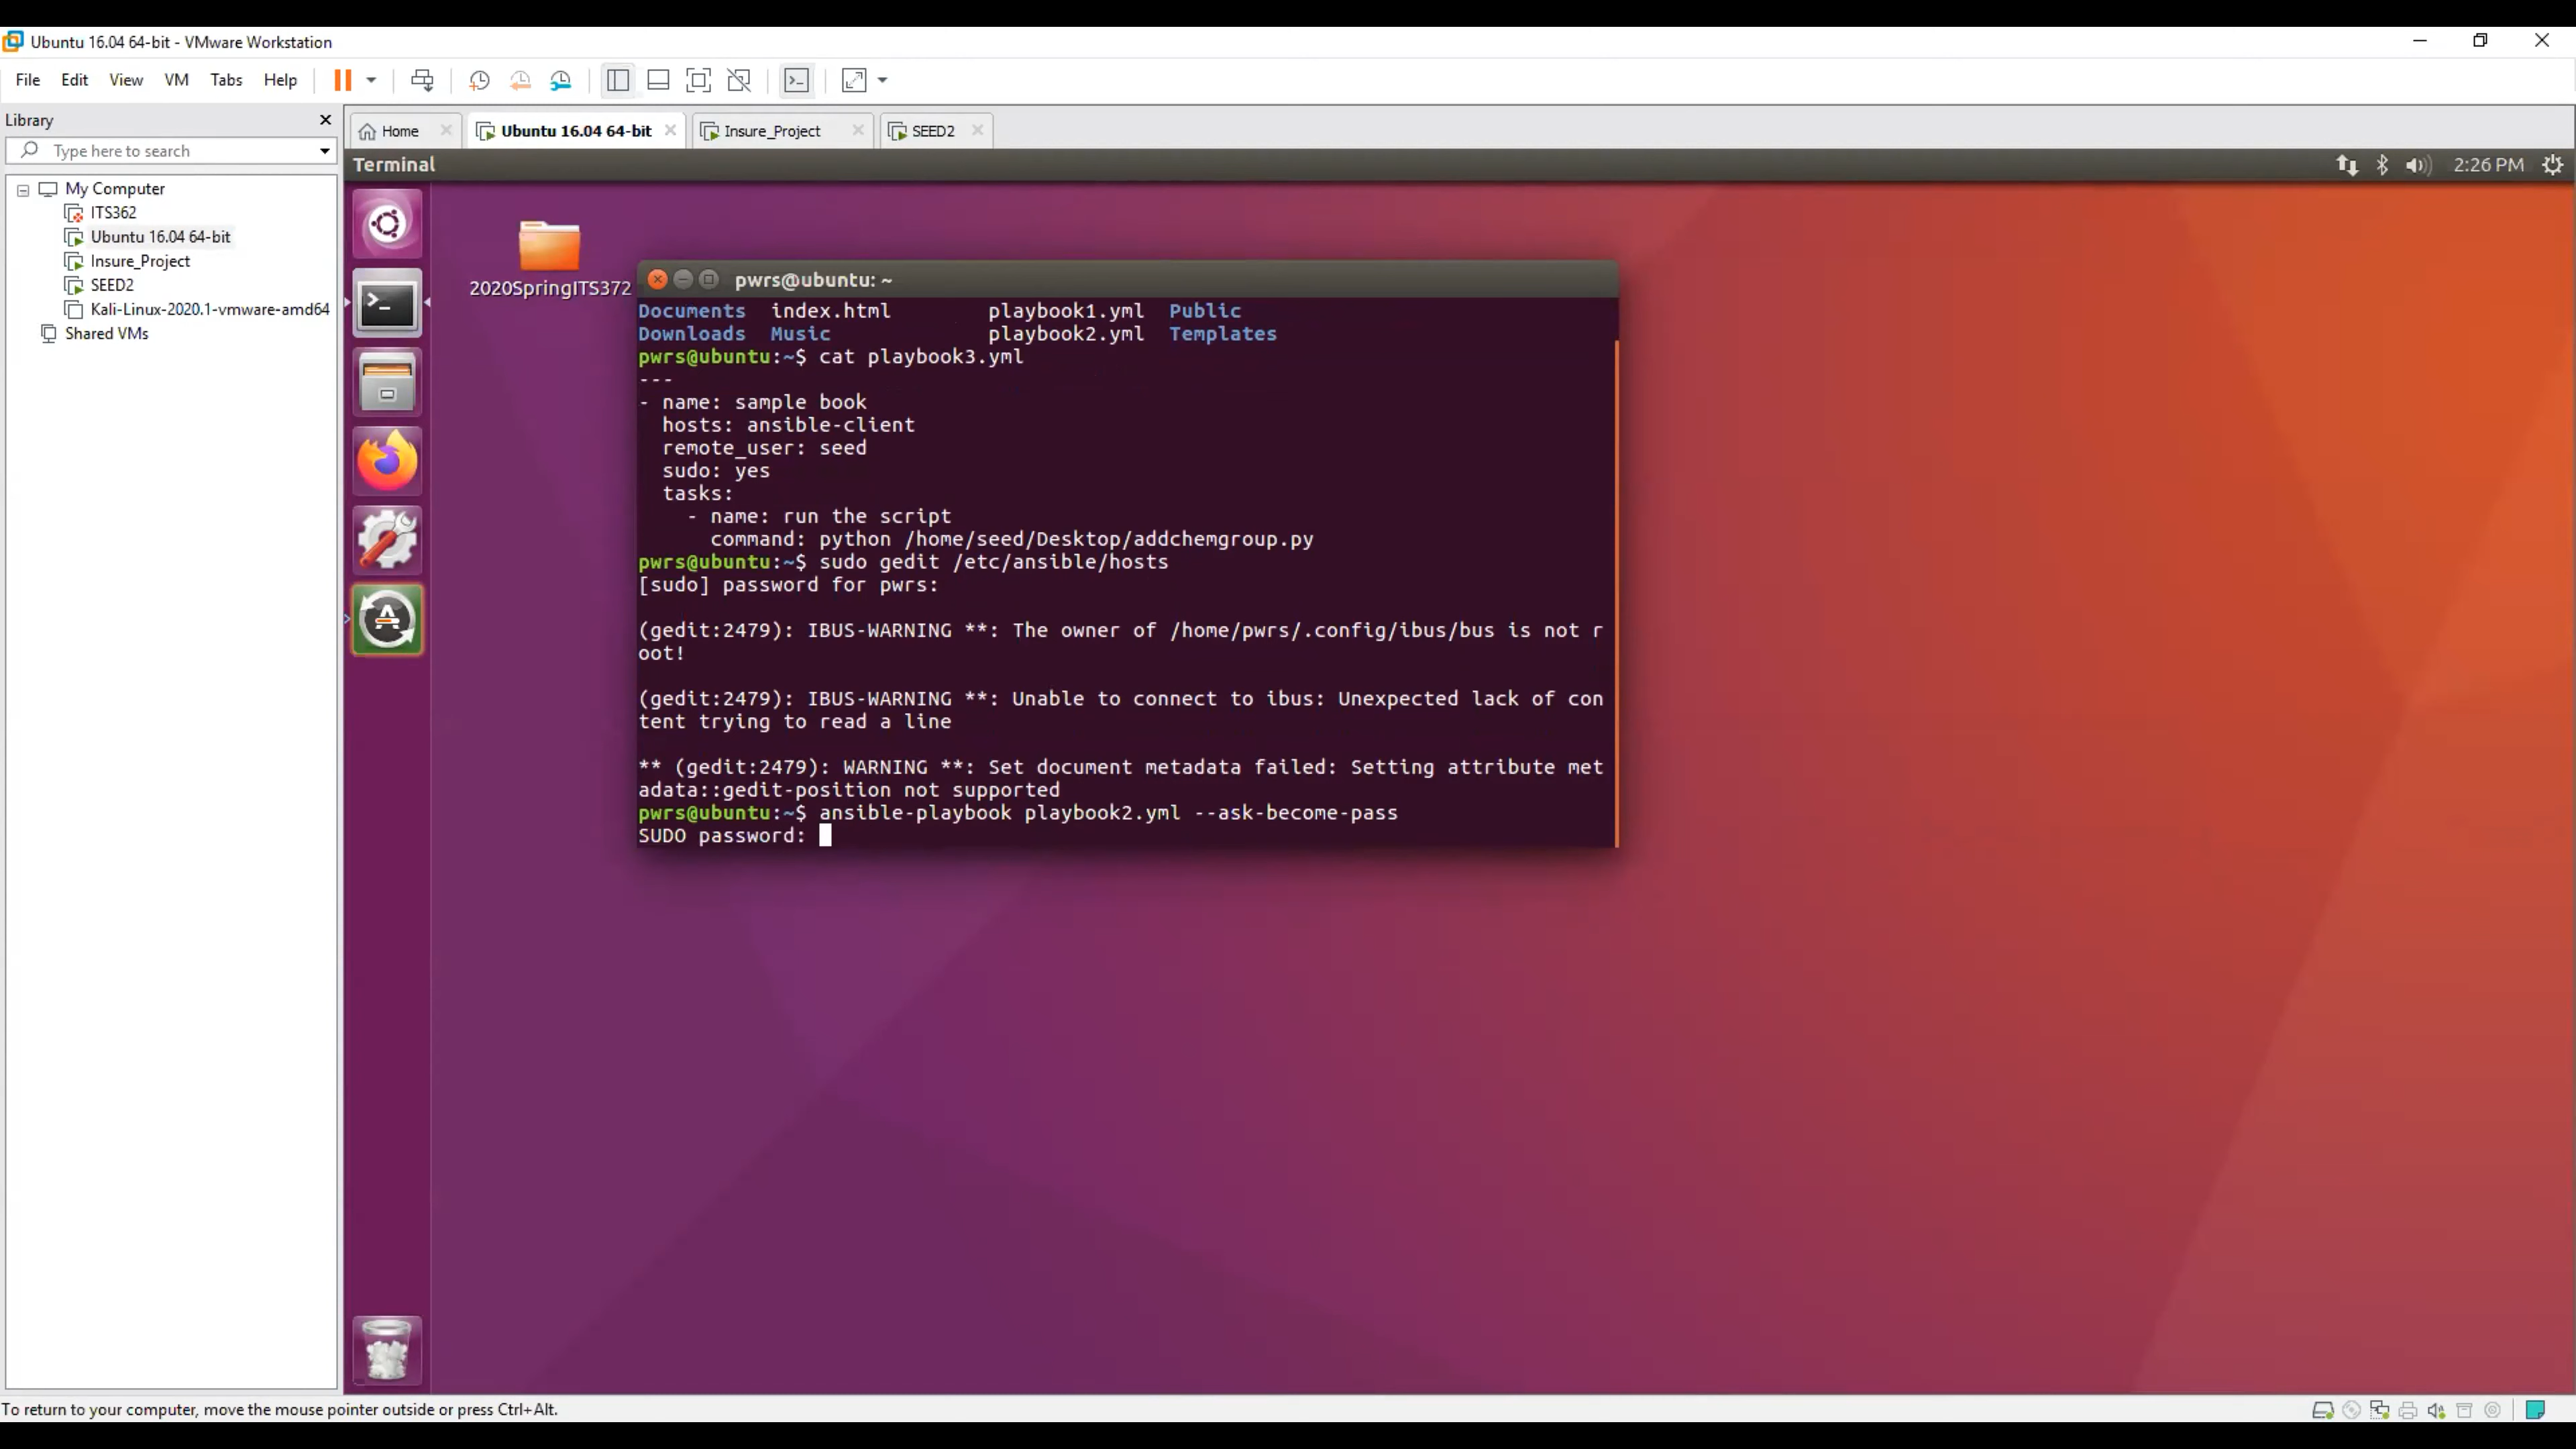 Ubuntu 16.04 64-bit - VMware Workstation
File Edit View VM Tabs Help
Library
Type here to search
My Computer
ITS362
Ubuntu 16.04 64-bit
Insure_Project
SEED2
Kali-Linux-2020.1-vmware-amd64
Shared VMs
Home Ubuntu 16.04 64-bit Insure_Project SEED2
Terminal 2:26 PM
2020SpringITS372
pwrs@ubuntu: ~
Documents index.html playbook1.yml Public
Downloads Music playbook2.yml Templates
pwrs@ubuntu:~$ cat playbook3.yml
---
- name: sample book
hosts: ansible-client
remote_user: seed
sudo: yes
tasks:
- name: run the script
command: python /home/seed/Desktop/addchemgroup.py
pwrs@ubuntu:~$ sudo gedit /etc/ansible/hosts
[sudo] password for pwrs:
(gedit:2479): IBUS-WARNING **: The owner of /home/pwrs/.config/ibus/bus is not r
oot!
(gedit:2479): IBUS-WARNING **: Unable to connect to ibus: Unexpected lack of con
tent trying to read a line
** (gedit:2479): WARNING **: Set document metadata failed: Setting attribute met
adata::gedit-position not supported
pwrs@ubuntu:~$ ansible-playbook playbook2.yml --ask-become-pass
SUDO password:
To return to your computer, move the mouse pointer outside or press Ctrl+Alt.